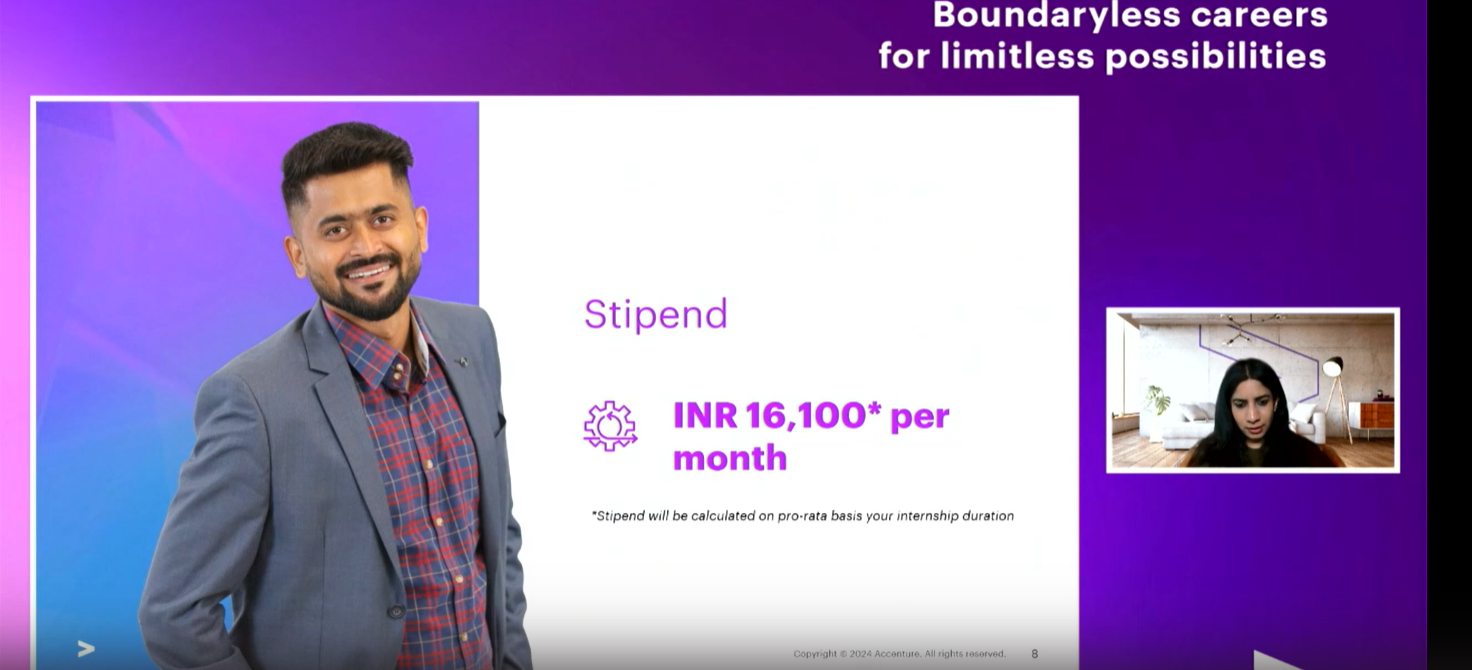 Boundaryless careers
for limitless possibilities
Stipend
INR 16,100* per
month
*Stipend will be calculated on pro-rata basis your internship duration
>
Copyright © 2024 Accenture. All rights reserved. 8